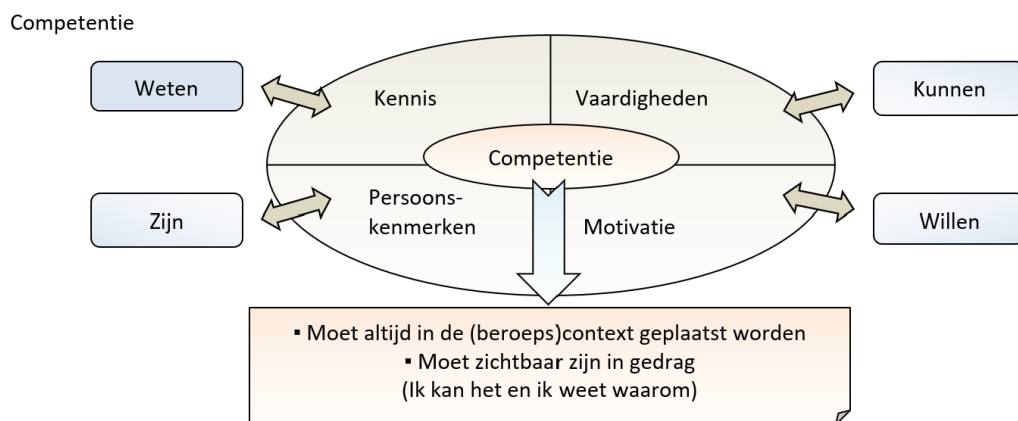 Competentie
Weten
Kennis
Vaardigheden
Kunnen
Competentie
Zijn
Persoons-
kenmerken
Motivatie
Willen
▪ Moet altijd in de (beroeps)context geplaatst worden
▪ Moet zichtbaar zijn in gedrag
(Ik kan het en ik weet waarom)